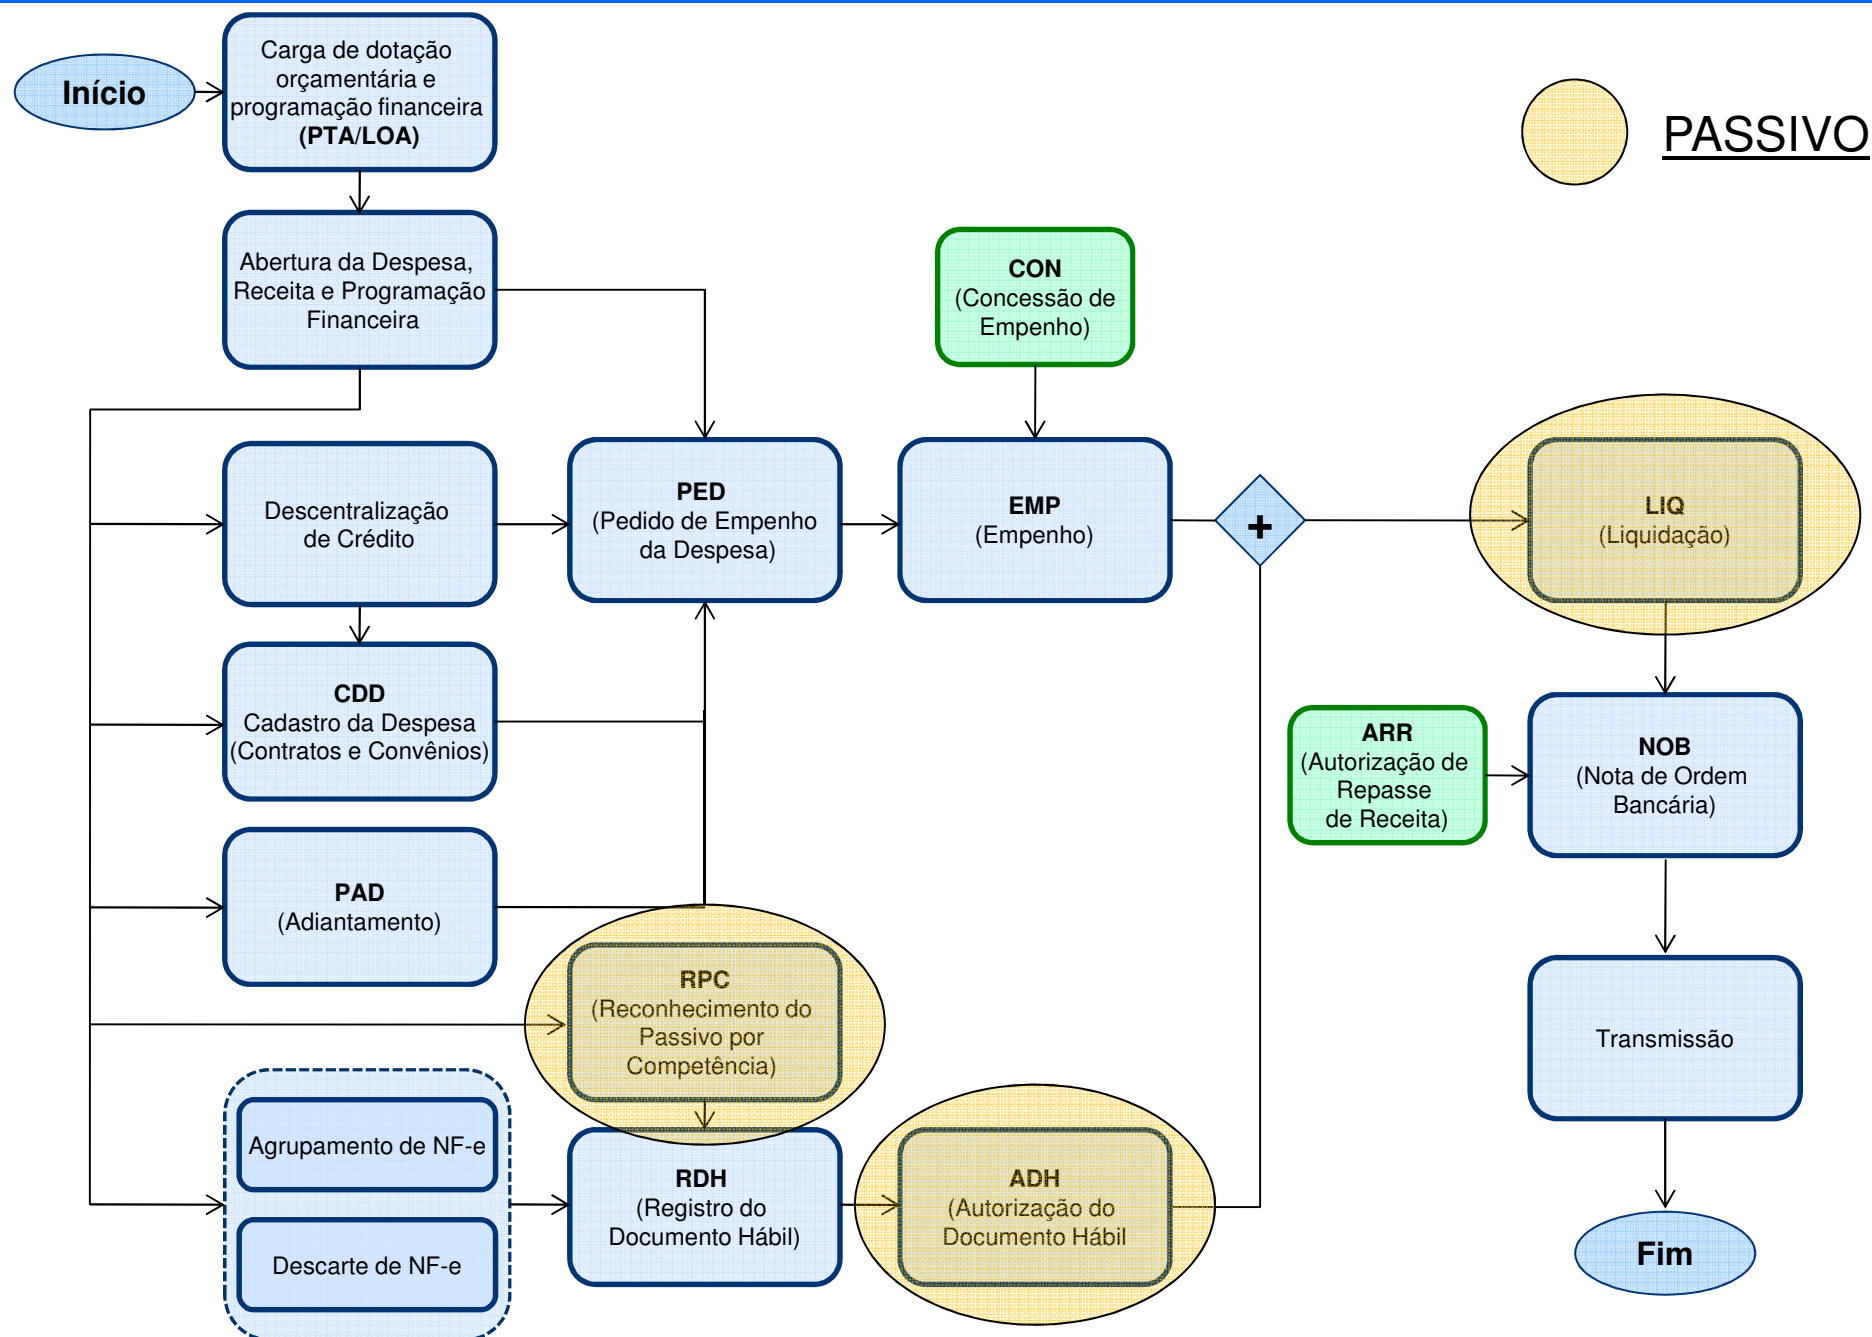 Início
Carga de dotação
orçamentária e
programação financeira
(PTA/LOA)
PASSIVO
Abertura da Despesa,
Receita e Programação
Financeira
CON
(Concessão de
Empenho)
Descentralização
de Crédito
PED
(Pedido de Empenho
da Despesa)
EMP
(Empenho)
+
LIQ
(Liquidação)
CDD
Cadastro da Despesa
(Contratos e Convênios)
ARR
(Autorização de
Repasse
de Receita)
NOB
(Nota de Ordem
Bancária)
PAD
(Adiantamento)
RPC
(Reconhecimento do
Passivo por
Competência)
Transmissão
Agrupamento de NF-e
Descarte de NF-e
RDH
(Registro do
Documento Hábil)
ADH
(Autorização do
Documento Hábil
Fim